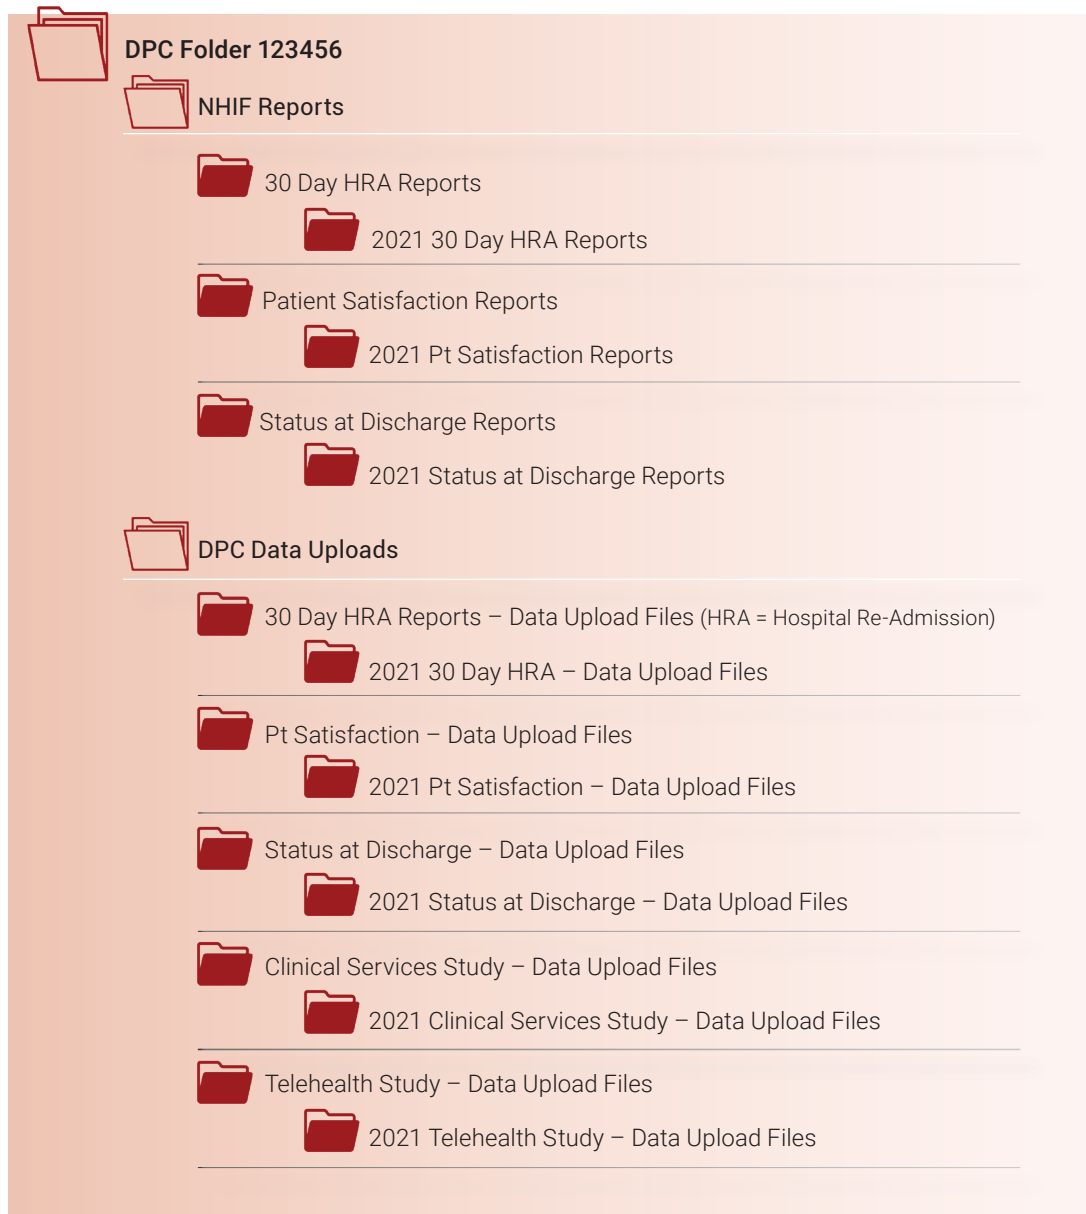 DPC Folder 123456
NHIF Reports
30 Day HRA Reports
2021 30 Day HRA Reports
Patient Satisfaction Reports
2021 Pt Satisfaction Reports
Status at Discharge Reports
2021 Status at Discharge Reports
DPC Data Uploads
30 Day HRA Reports – Data Upload Files (HRA = Hospital Re-Admission)
2021 30 Day HRA – Data Upload Files
Pt Satisfaction – Data Upload Files
2021 Pt Satisfaction – Data Upload Files
Status at Discharge – Data Upload Files
2021 Status at Discharge – Data Upload Files
Clinical Services Study – Data Upload Files
2021 Clinical Services Study – Data Upload Files
Telehealth Study – Data Upload Files
2021 Telehealth Study – Data Upload Files